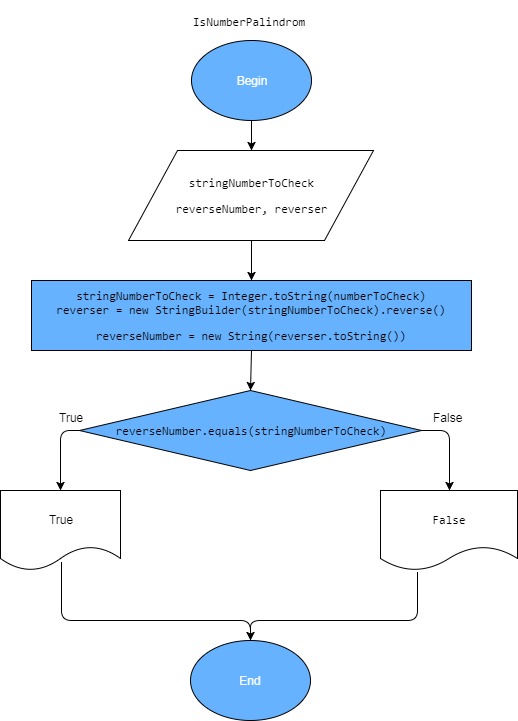 IsNumberPalindrom
Begin
stringNumberToCheck
reverseNumber, reverser
stringNumberToCheck = Integer.toString(numberToCheck)
reverser = new StringBuilder(stringNumberToCheck).reverse()
reverseNumber = new String(reverser.toString())
True
False
reverseNumber.equals(stringNumberToCheck)
True
False
End